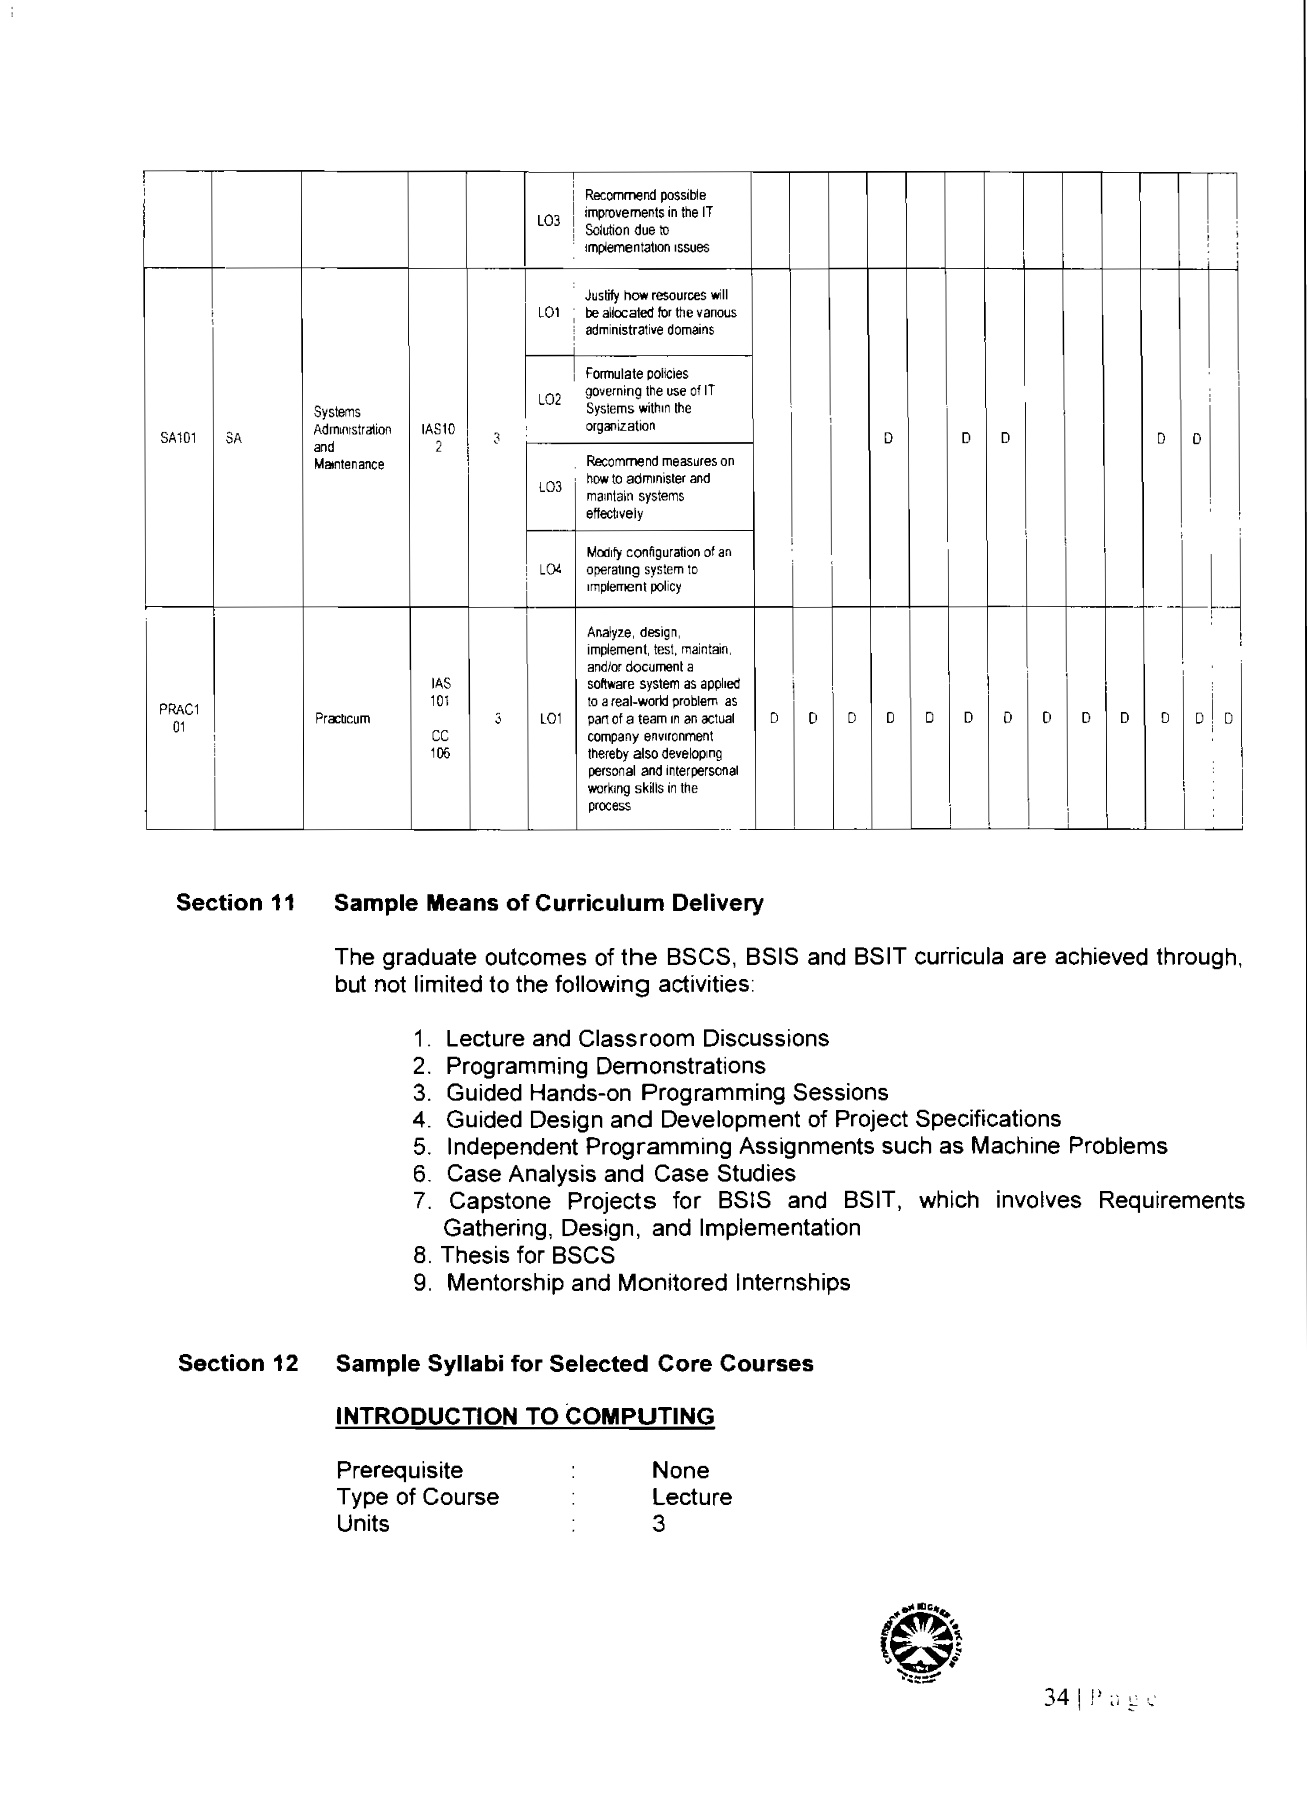 LO3
Recommend possible
improvements in the IT
Solution due to
implementation issues
SA101
SA
Systems
Administration
and
Maintenance
IAS10
2
3
LO1
Justify how resources will
be allocated for the various
administrative domains
LO2
Formulate policies
governing the use of IT
Systems within the
organization
LO3
Recommend measures on
how to administer and
maintain systems
effectively
LO4
Modify configuration of an
operating system to
implement policy
D D D D D
PRAC1
01
Practicum
IAS
101
CC
106
3
LO1
Analyze, design,
implement, test, maintain,
and/or document a
software system as applied
to a real-world problem as
part of a team in an actual
company environment
thereby also developing
personal and interpersonal
working skills in the
process
D D D D D D D D D D D D D
Section 11 Sample Means of Curriculum Delivery
The graduate outcomes of the BSCS, BSIS and BSIT curricula are achieved through,
but not limited to the following activities:
1. Lecture and Classroom Discussions
2. Programming Demonstrations
3. Guided Hands-on Programming Sessions
4. Guided Design and Development of Project Specifications
5. Independent Programming Assignments such as Machine Problems
6. Case Analysis and Case Studies
7. Capstone Projects for BSIS and BSIT, which involves Requirements
Gathering, Design, and Implementation
8. Thesis for BSCS
9. Mentorship and Monitored Internships
Section 12 Sample Syllabi for Selected Core Courses
INTRODUCTION TO COMPUTING
Prerequisite : None
Type of Course : Lecture
Units : 3
COMMISSION ON HIGHER EDUCATION
34 | Page